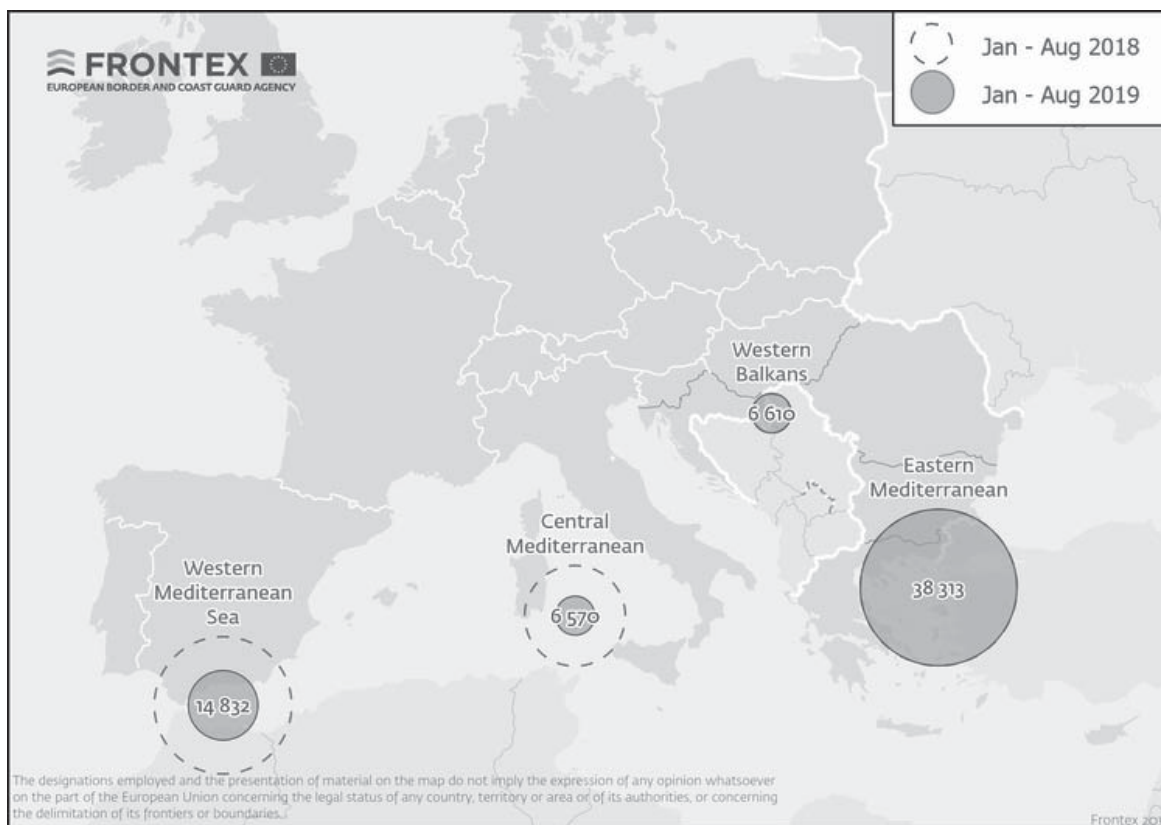 FRONTEX
EUROPEAN BORDER AND COAST GUARD AGENCY
Jan - Aug 2018
Jan - Aug 2019
Western
Balkans
6 610
Eastern
Mediterranean
38 313
Central
Mediterranean
6 570
Western
Mediterranean
Sea
14 832
The designations employed and the presentation of material on the map do not imply the expression of any opinion whatsoever
on the part of the European Union concerning the legal status of any country, territory or area or of its authorities, or concerning
the delimitation of its frontiers or boundaries.
Frontex